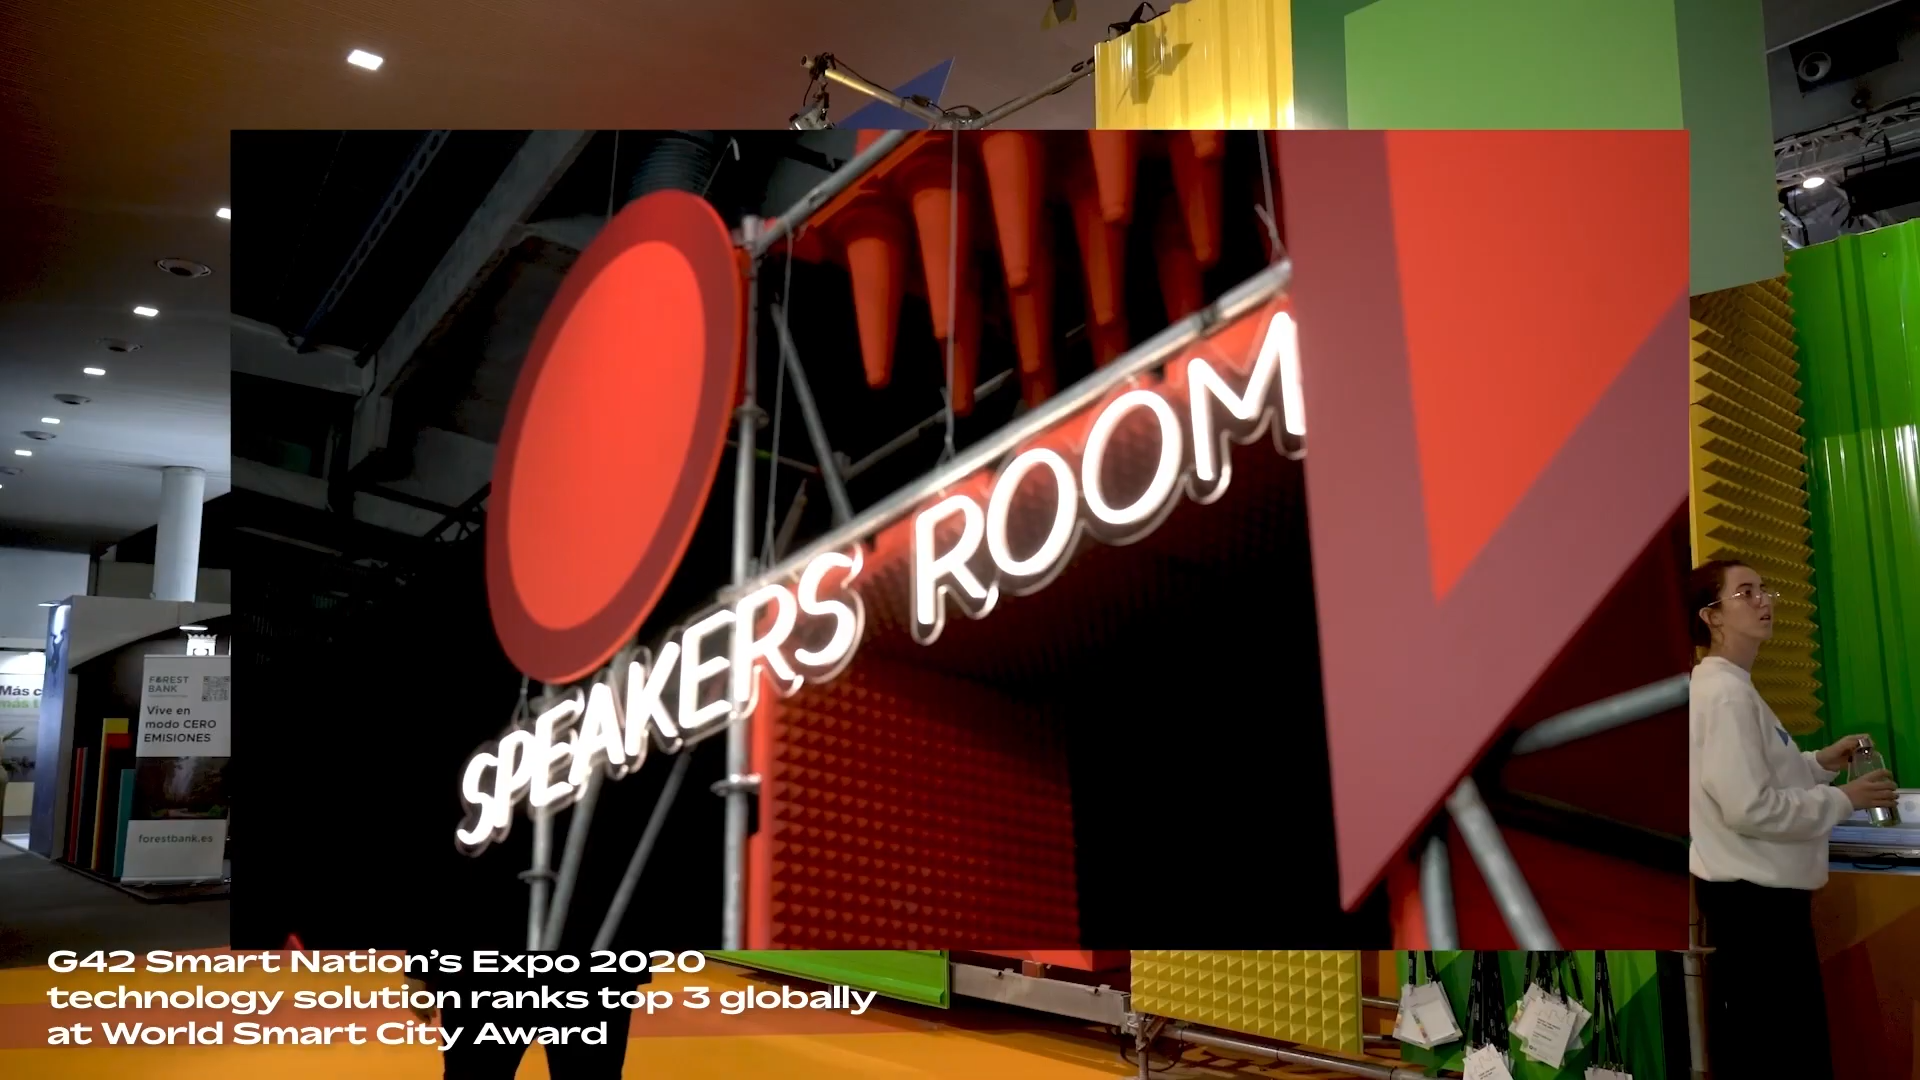 SPEAKERS' ROOM
Más c
más t
FOREST
BANK
Vive en
modo CERO
EMISIONES
forestbank.es
G42 Smart Nation's Expo 2020
technology solution ranks top 3 globally
at World Smart City Award